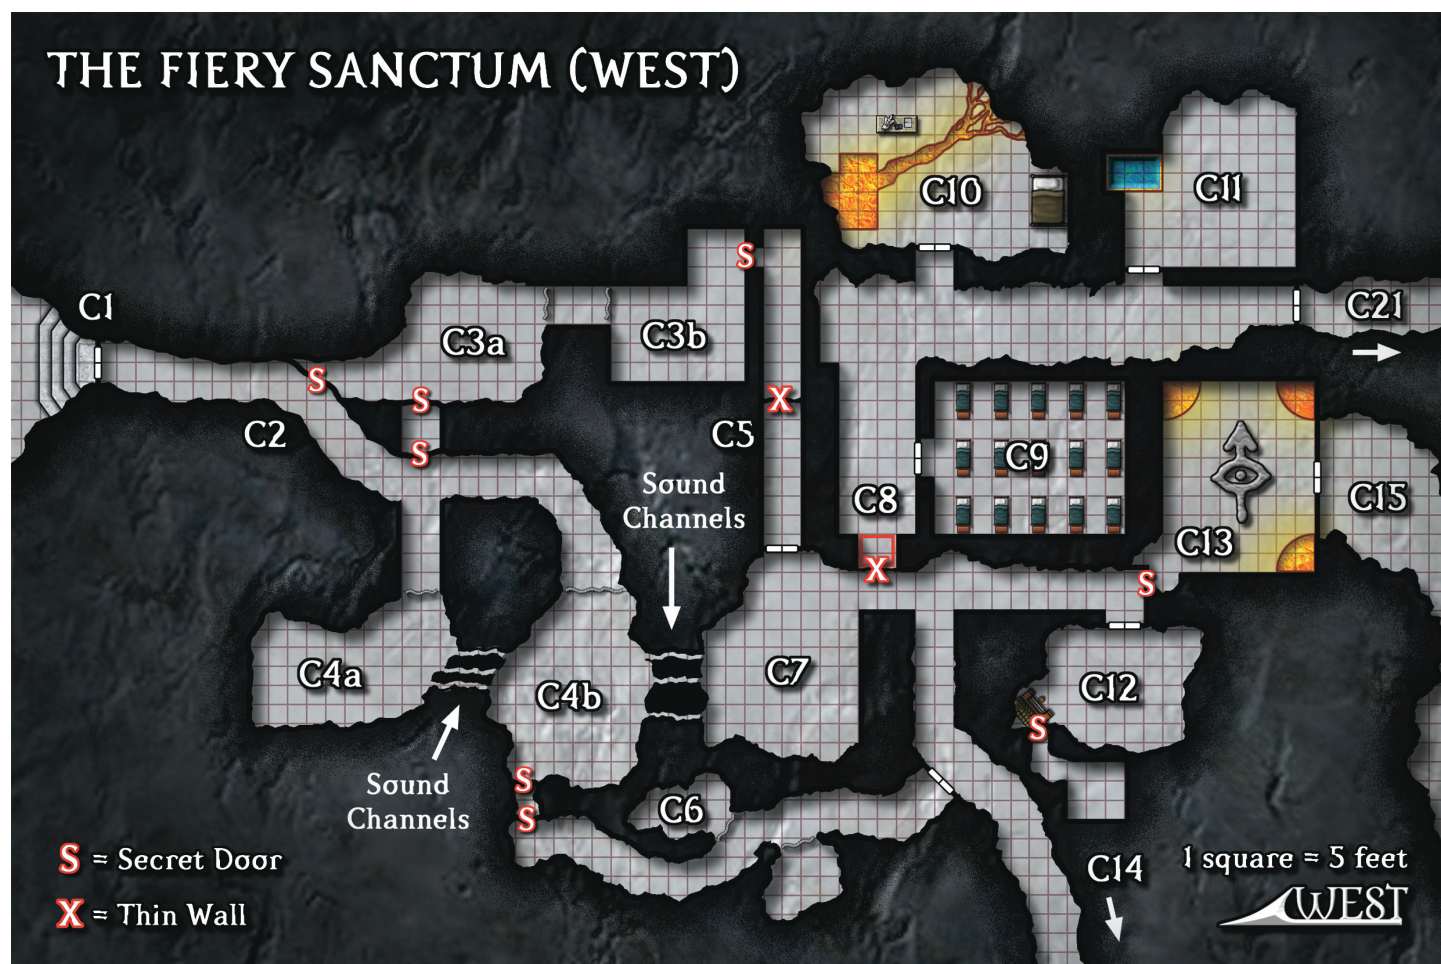 THE FIERY SANCTUM (WEST)
C10
C11
S
C1
C21
C3a
C3b
S
S
X
C2
C5
S
C9
Sound
Channels
C8
C15
C13
X
S
C4a
C7
C12
C4b
S
Sound
Channels
S
C6
S
S = Secret Door
C14
1 square = 5 feet
X = Thin Wall
WEST